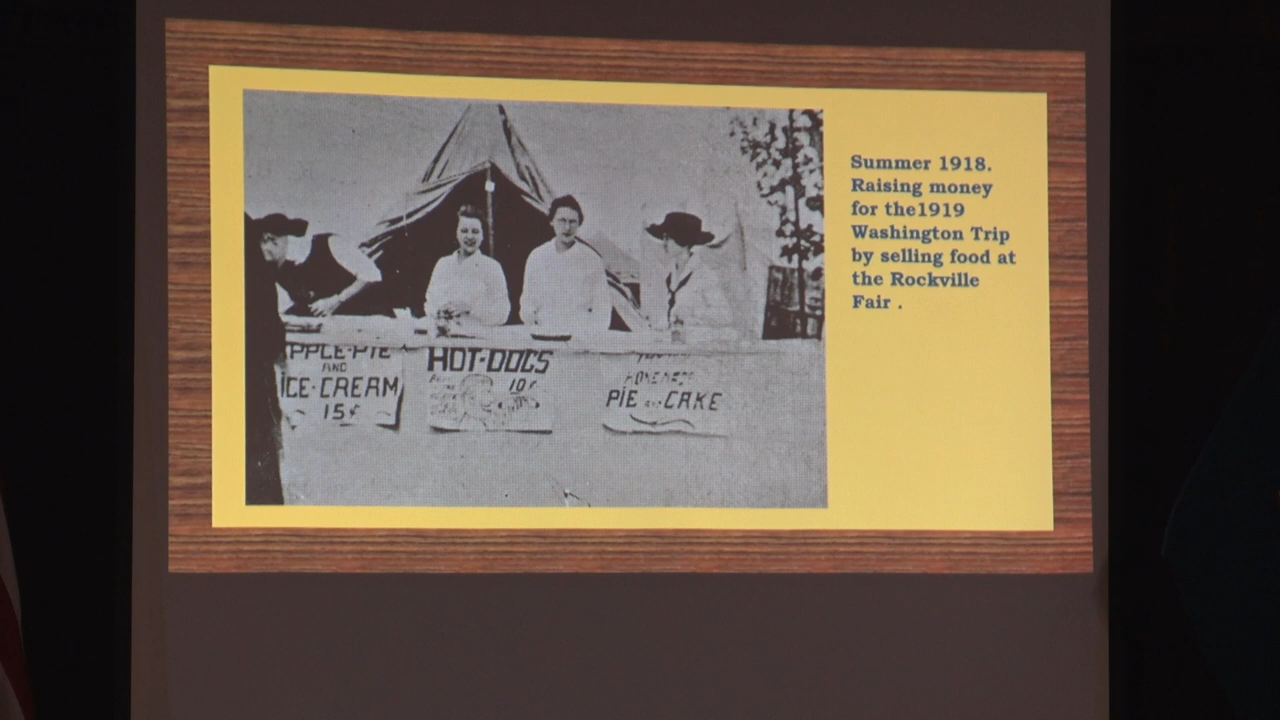 Summer 1918.
Raising money
for the1919
Washington Trip
by selling food at
the Rockville
Fair .
PPLE-PIE
AND
ICE-CREAM
15¢
HOT-DOGS
10¢
HOMEMADE
PIE AND CAKE